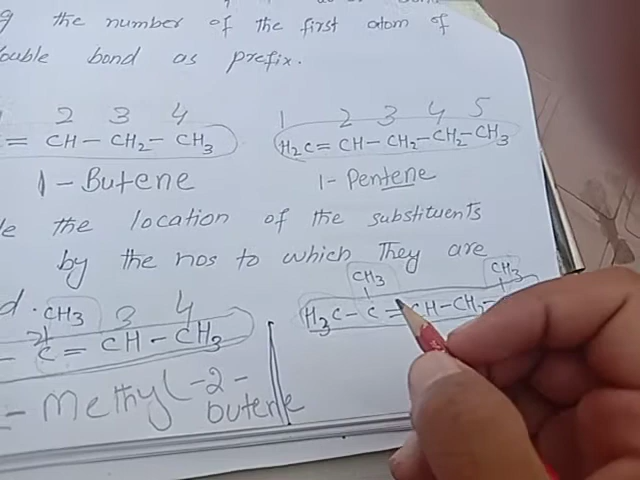 the number of the first atom of
double bond as prefix.
2 3 4
= CH – CH2 – CH3
1 – Butene
1 2 3 4 5
H2C = CH – CH2 – CH2 – CH3
1 – Pentene
the location of the substituents
by the nos to which They are
d. CH3 3 4
– C = CH – CH3
– Methyl – 2 –
butene
CH3 CH3
H3C – C = CH – CH2 –